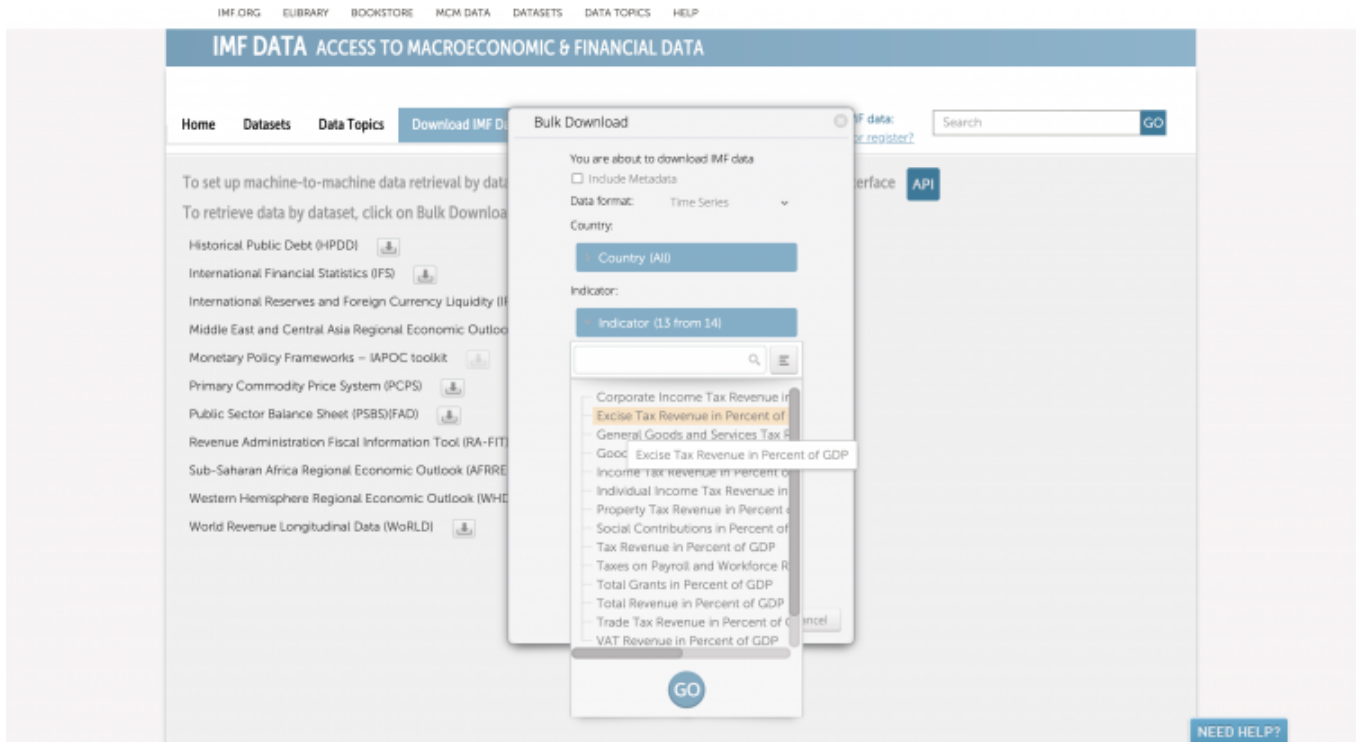 IMF.ORG ELIBRARY BOOKSTORE MCM DATA DATASETS DATA TOPICS HELP
IMF DATA ACCESS TO MACROECONOMIC & FINANCIAL DATA
Home Datasets Data Topics Download IMF Da
IF data:
or register?
Search GO
To set up machine-to-machine data retrieval by data
erface API
To retrieve data by dataset, click on Bulk Downloa
Historical Public Debt (HPDD)
International Financial Statistics (IFS)
International Reserves and Foreign Currency Liquidity (IR
Middle East and Central Asia Regional Economic Outloo
Monetary Policy Frameworks – IAPOC toolkit
Primary Commodity Price System (PCPS)
Public Sector Balance Sheet (PSBS)(FAD)
Revenue Administration Fiscal Information Tool (RA-FIT)
Sub-Saharan Africa Regional Economic Outlook (AFRRE
Western Hemisphere Regional Economic Outlook (WHD
World Revenue Longitudinal Data (WoRLD)
Bulk Download
You are about to download IMF data
Include Metadata
Data format: Time Series
Country:
Country (All)
Indicator:
Indicator (13 from 14)
Corporate Income Tax Revenue in
Excise Tax Revenue in Percent of
General Goods and Services Tax R
Good
Excise Tax Revenue in Percent of GDP
Income Tax Revenue in Percent o
Individual Income Tax Revenue in
Property Tax Revenue in Percent o
Social Contributions in Percent of
Tax Revenue in Percent of GDP
Taxes on Payroll and Workforce R
Total Grants in Percent of GDP
Total Revenue in Percent of GDP
Trade Tax Revenue in Percent of G
VAT Revenue in Percent of GDP
ancel
GO
NEED HELP?